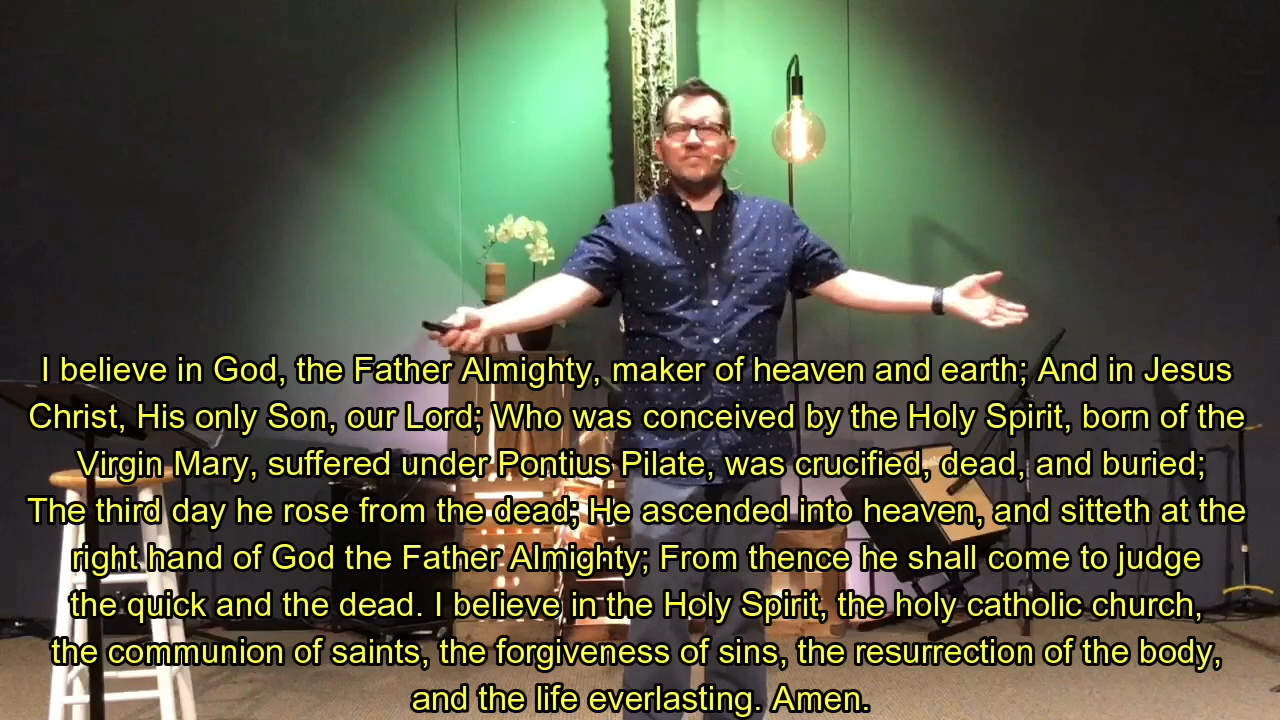 I believe in God, the Father Almighty, maker of heaven and earth; And in Jesus
Christ, His only Son, our Lord; Who was conceived by the Holy Spirit, born of the
Virgin Mary, suffered under Pontius Pilate, was crucified, dead, and buried;
The third day he rose from the dead; He ascended into heaven, and sitteth at the
right hand of God the Father Almighty; From thence he shall come to judge
the quick and the dead. I believe in the Holy Spirit, the holy catholic church,
the communion of saints, the forgiveness of sins, the resurrection of the body,
and the life everlasting. Amen.